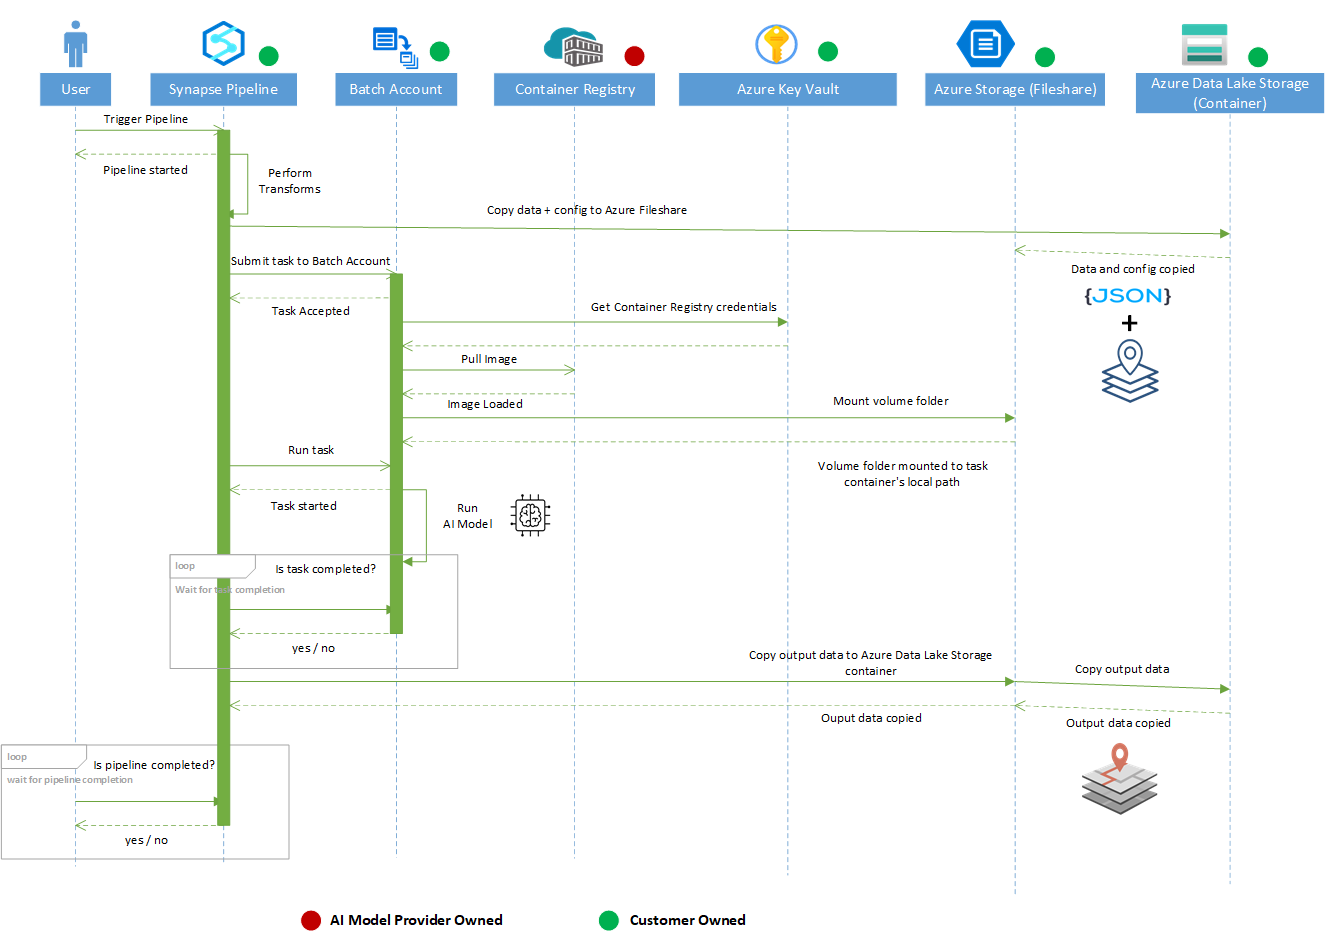 User
Synapse Pipeline
Batch Account
Container Registry
Azure Key Vault
Azure Storage (Fileshare)
Azure Data Lake Storage
(Container)
Trigger Pipeline
Pipeline started
Perform
Transforms
Copy data + config to Azure Fileshare
Submit task to Batch Account
Data and config copied
{JSON}
+
Task Accepted
Get Container Registry credentials
Pull Image
Image Loaded
Mount volume folder
Run task
Volume folder mounted to task
container's local path
Task started
Run
AI Model
loop
Is task completed?
Wait for task completion
yes / no
Copy output data to Azure Data Lake Storage
container
Copy output data
Ouput data copied
Output data copied
loop
Is pipeline completed?
wait for pipeline completion
yes / no
AI Model Provider Owned
Customer Owned